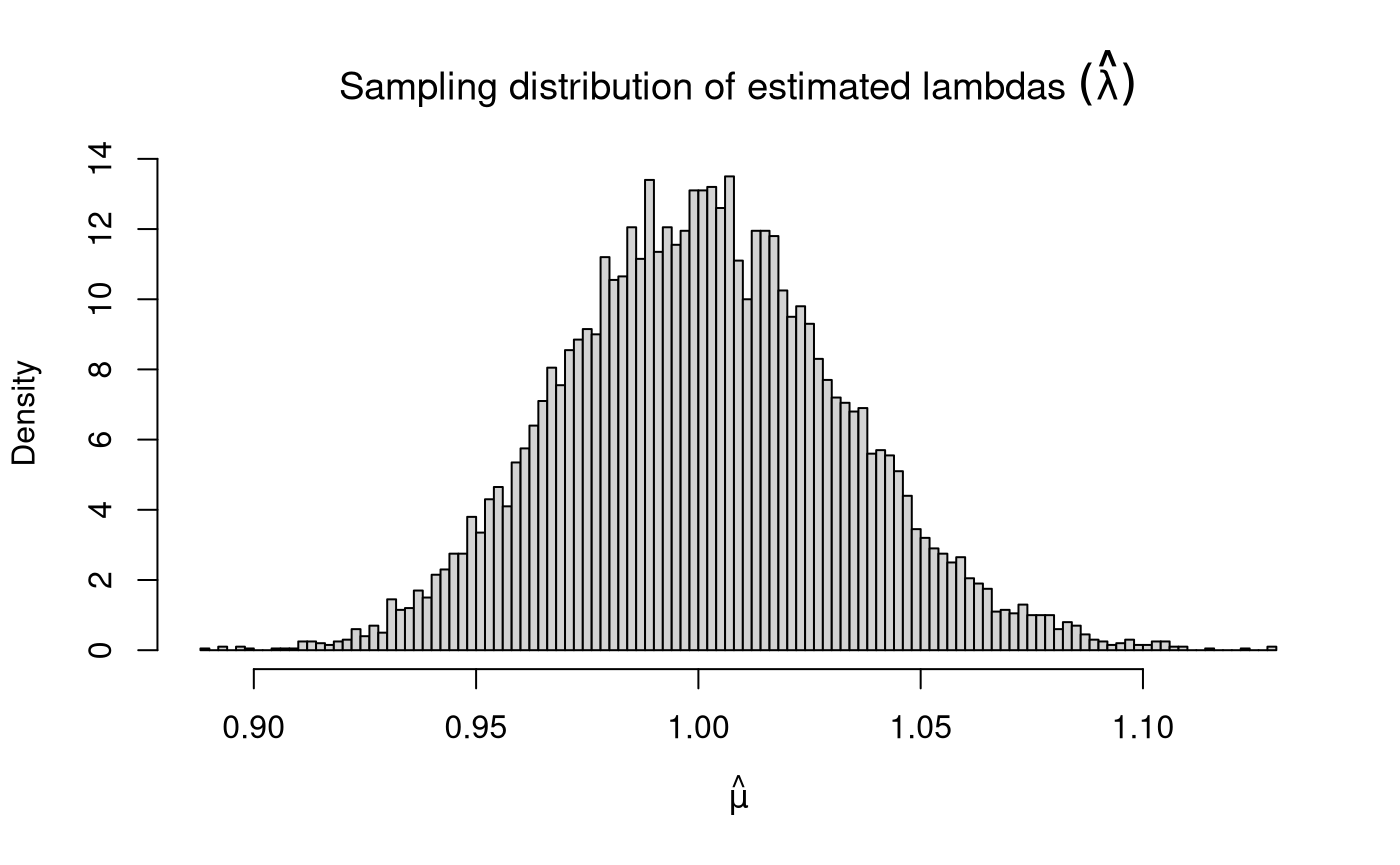 Sampling distribution of estimated lambdas (λ̂)
Density
14
12
10
8
6
4
2
0
0.90 0.95 1.00 1.05 1.10
μ̂